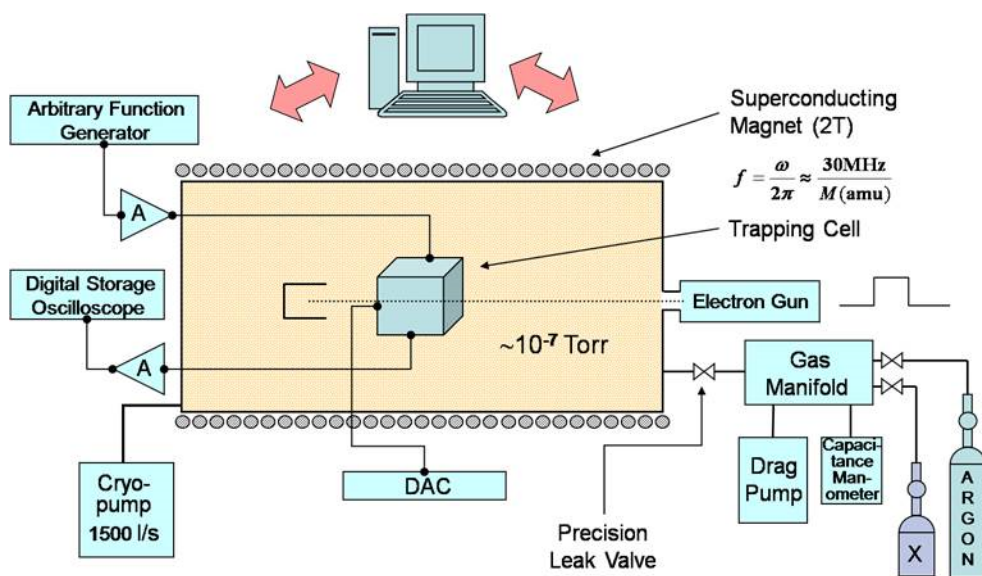 Arbitrary Function
Generator
A
Digital Storage
Oscilloscope
A
Cryo-
pump
1500 l/s
DAC
~10⁻⁷ Torr
Superconducting
Magnet (2T)
f = ω/2π ≈ 30MHz/M(amu)
Trapping Cell
Electron Gun
Gas
Manifold
Drag
Pump
Capaci-
tance
Man-
ometer
Precision
Leak Valve
X
ARGON